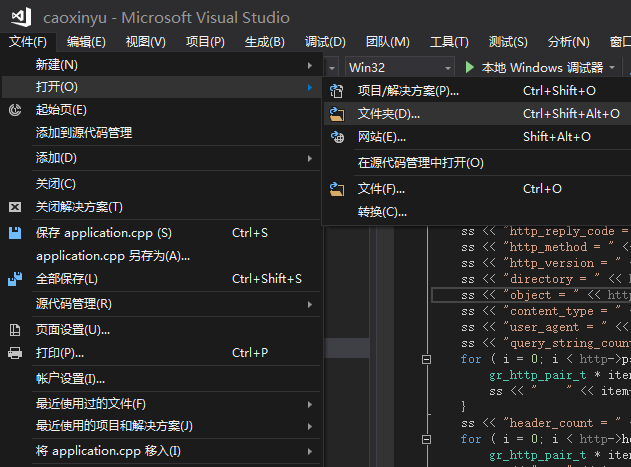 caoxinyu - Microsoft Visual Studio
文件(F) 编辑(E) 视图(V) 项目(P) 生成(B) 调试(D) 团队(M) 工具(T) 测试(S) 分析(N) 窗口
Win32 本地 Windows 调试器
新建(N)
打开(O)
起始页(E)
添加到源代码管理
添加(D)
关闭(C)
关闭解决方案(T)
保存 application.cpp (S) Ctrl+S
application.cpp 另存为(A)...
全部保存(L) Ctrl+Shift+S
源代码管理(R)
页面设置(U)...
打印(P)... Ctrl+P
帐户设置(I)...
最近使用过的文件(F)
最近使用的项目和解决方案(J)
将 application.cpp 移入(I)
项目/解决方案(P)... Ctrl+Shift+O
文件夹(D)... Ctrl+Shift+Alt+O
网站(E)... Shift+Alt+O
在源代码管理中打开(O)
文件(F)... Ctrl+O
转换(C)...
ss << "http_reply_code =
ss << "http_method = " <
ss << "http_version = "
ss << "directory = " <<
ss << "object = " << htt
ss << "content_type = "
ss << "user_agent = " <<
ss << "query_string_count
for ( i = 0; i < http->p
gr_http_pair_t * item
ss << " " << item
}
ss << "header_count = "
for ( i = 0; i < http->he
gr_http_pair_t * item